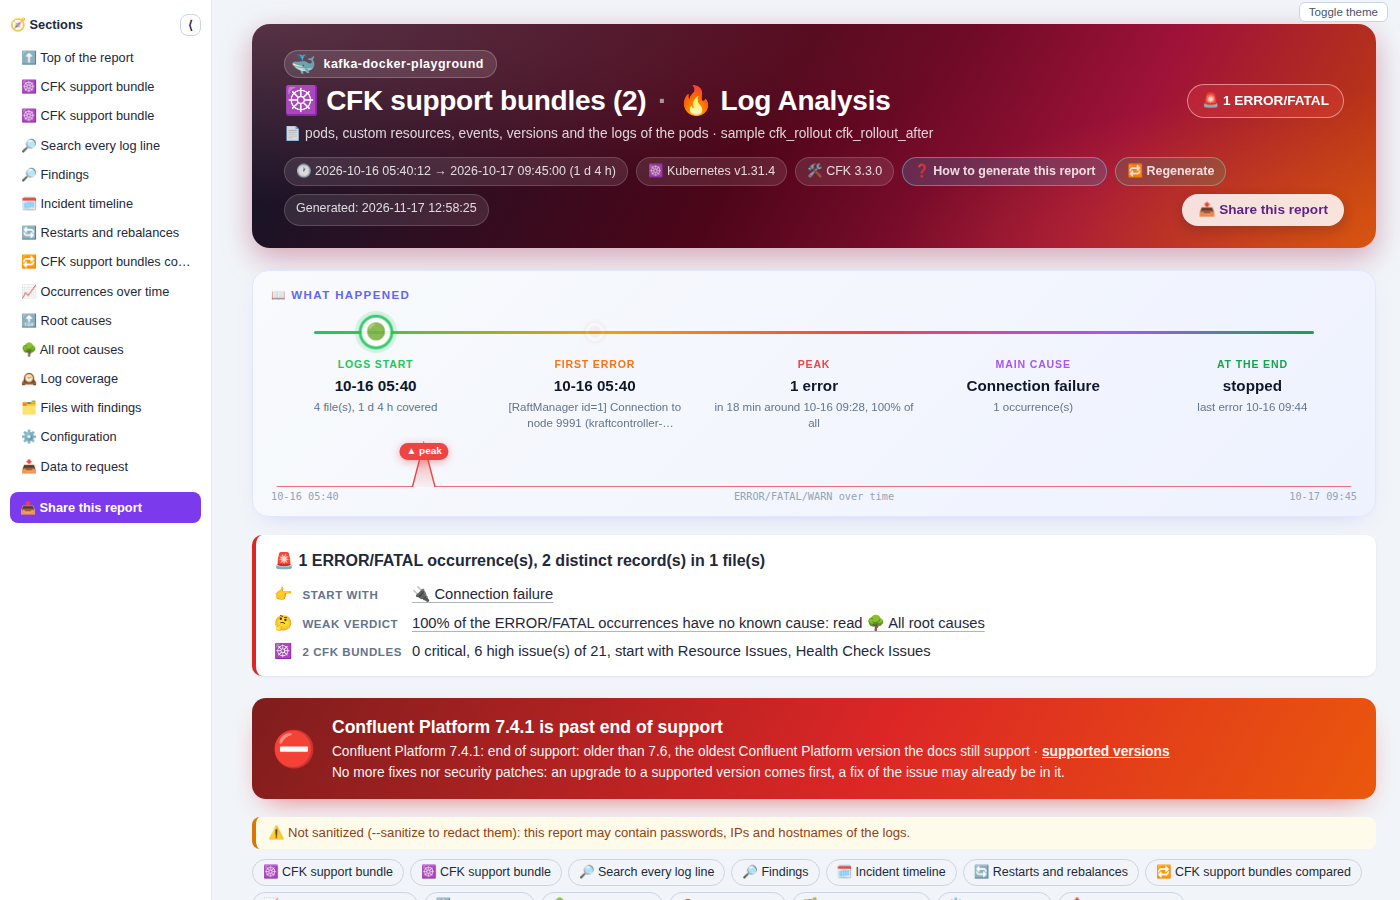 Sections
⟨
Top of the report
CFK support bundle
CFK support bundle
Search every log line
Findings
Incident timeline
Restarts and rebalances
CFK support bundles co…
Occurrences over time
Root causes
All root causes
Log coverage
Files with findings
Configuration
Data to request
Share this report
Toggle theme
kafka-docker-playground
CFK support bundles (2) · Log Analysis
1 ERROR/FATAL
pods, custom resources, events, versions and the logs of the pods · sample cfk_rollout cfk_rollout_after
2026-10-16 05:40:12 → 2026-10-17 09:45:00 (1 d 4 h)
Kubernetes v1.31.4
CFK 3.3.0
How to generate this report
Regenerate
Generated: 2026-11-17 12:58:25
Share this report
WHAT HAPPENED
LOGS START
10-16 05:40
4 file(s), 1 d 4 h covered
FIRST ERROR
10-16 05:40
[RaftManager id=1] Connection to
node 9991 (kraftcontroller-…
PEAK
1 error
in 18 min around 10-16 09:28, 100% of
all
MAIN CAUSE
Connection failure
1 occurrence(s)
AT THE END
stopped
last error 10-16 09:44
▲ peak
10-16 05:40
ERROR/FATAL/WARN over time
10-17 09:45
1 ERROR/FATAL occurrence(s), 2 distinct record(s) in 1 file(s)
START WITH Connection failure
WEAK VERDICT 100% of the ERROR/FATAL occurrences have no known cause: read All root causes
2 CFK BUNDLES 0 critical, 6 high issue(s) of 21, start with Resource Issues, Health Check Issues
Confluent Platform 7.4.1 is past end of support
Confluent Platform 7.4.1: end of support: older than 7.6, the oldest Confluent Platform version the docs still support · supported versions
No more fixes nor security patches: an upgrade to a supported version comes first, a fix of the issue may already be in it.
Not sanitized (--sanitize to redact them): this report may contain passwords, IPs and hostnames of the logs.
CFK support bundle
CFK support bundle
Search every log line
Findings
Incident timeline
Restarts and rebalances
CFK support bundles compared